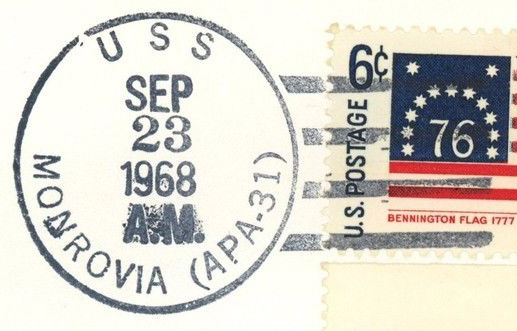 USS
SEP
23
1968
A.M.
MONROVIA (APA-31)
6¢
U.S. POSTAGE
76
BENNINGTON FLAG 1777